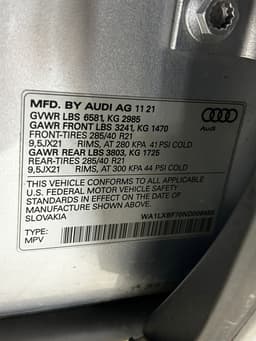 MFD. BY AUDI AG 11 21
GVWR LBS 6581, KG 2985
GAWR FRONT LBS 3241, KG 1470
FRONT-TIRES 285/40 R21
9,5JX21 RIMS, AT 280 KPA 41 PSI COLD
GAWR REAR LBS 3803, KG 1725
REAR-TIRES 285/40 R21
9,5JX21 RIMS, AT 300 KPA 44 PSI COLD
THIS VEHICLE CONFORMS TO ALL APPLICABLE
U.S. FEDERAL MOTOR VEHICLE SAFETY
STANDARDS IN EFFECT ON THE DATE OF
MANUFACTURE SHOWN ABOVE
SLOVAKIA
TYPE:
MPV
Audi